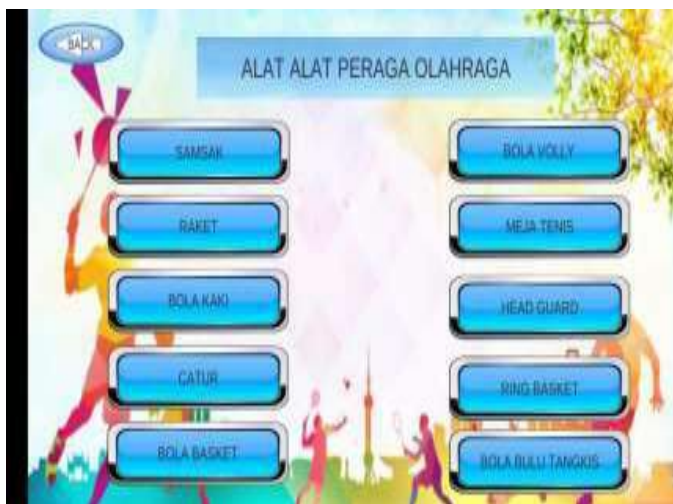 BACK
ALAT ALAT PERAGA OLAHRAGA
SAMSAK
BOLA VOLLY
RAKET
MEJA TENIS
BOLA KAKI
HEAD GUARD
CATUR
RING BASKET
BOLA BASKET
BOLA BULU TANGKIS